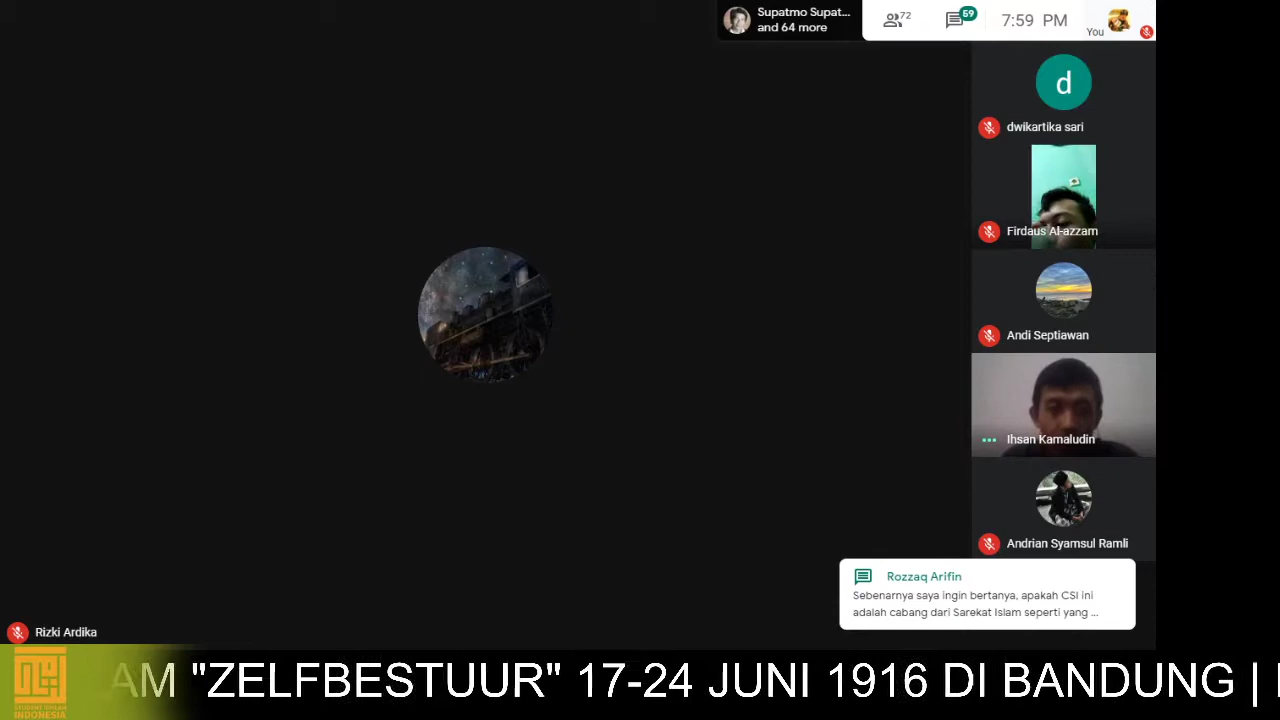 Supatmo Supat...
and 64 more
72
59
7:59 PM
You
d
dwikartika sari
Firdaus Al-azzam
Andi Septiawan
Ihsan Kamaludin
Andrian Syamsul Ramli
Rozzaq Arifin
Sebenarnya saya ingin bertanya, apakah CSI ini
adalah cabang dari Sarekat Islam seperti yang ...
Rizki Ardika
AM "ZELFBESTUUR" 17-24 JUNI 1916 DI BANDUNG |
INDONESIA